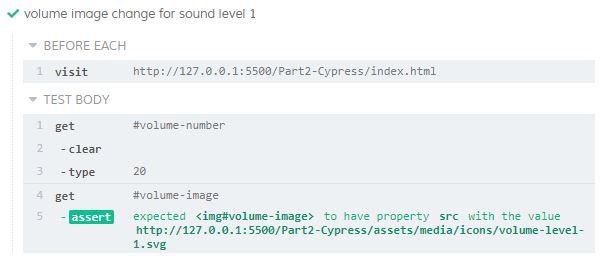 volume image change for sound level 1
BEFORE EACH
1 visit http://127.0.0.1:5500/Part2-Cypress/index.html
TEST BODY
1 get #volume-number
2 -clear
3 -type 20
4 get #volume-image
5 -assert expected <img#volume-image> to have property src with the value
http://127.0.0.1:5500/Part2-Cypress/assets/media/icons/volume-level-
1.svg